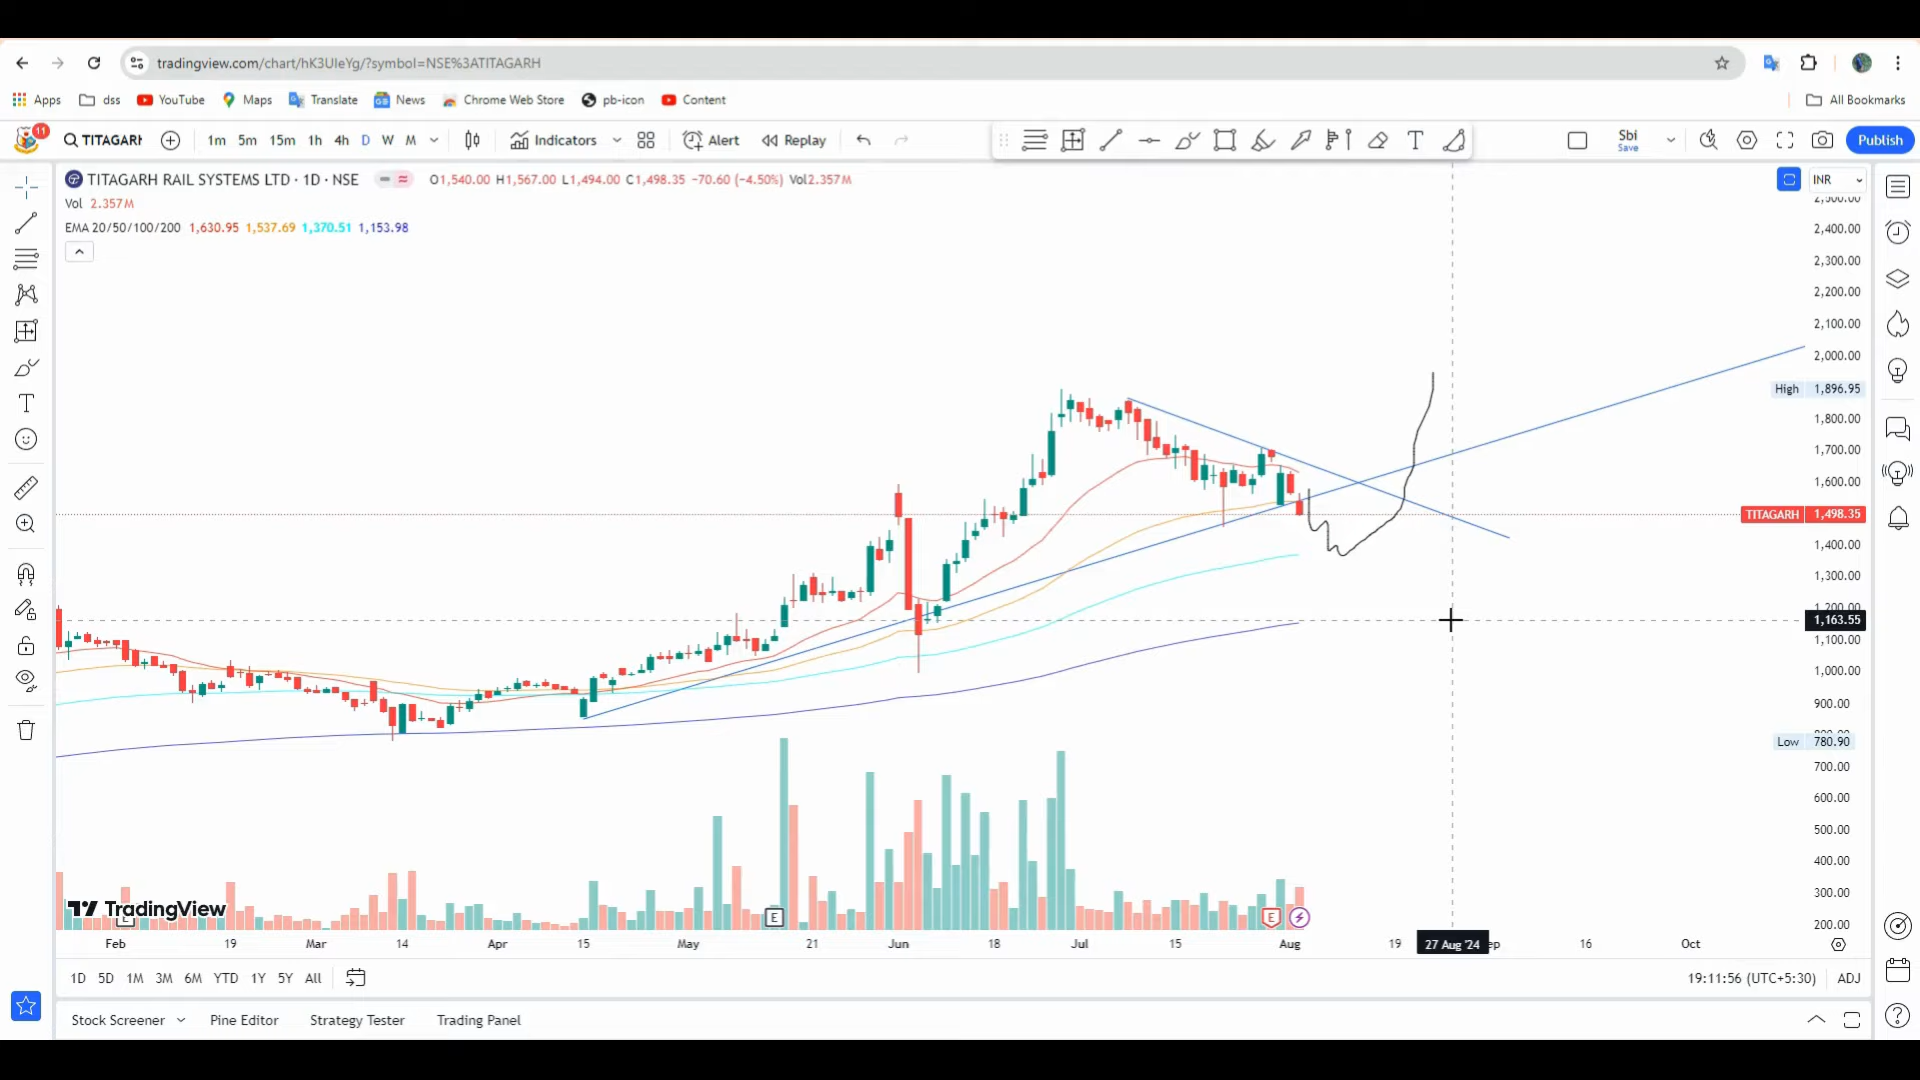 tradingview.com/chart/hK3UIeYg/?symbol=NSE%3ATITAGARH
Apps dss YouTube Maps Translate News Chrome Web Store pb-icon Content All Bookmarks
11 TITAGARH 1m 5m 15m 1h 4h D W M Indicators Alert Replay T Sbi Save Publish
TITAGARH RAIL SYSTEMS LTD · 1D · NSE O1,540.00 H1,567.00 L1,494.00 C1,498.35 −70.60 (−4.50%) Vol2.357M INR
Vol 2.357M
EMA 20/50/100/200 1,630.95 1,537.69 1,370.51 1,153.98
2,400.00
2,300.00
2,200.00
2,100.00
2,000.00
High 1,896.95
1,800.00
1,700.00
1,600.00
TITAGARH 1,498.35
1,400.00
1,300.00
1,200.00
1,163.55
1,100.00
1,000.00
900.00
Low 780.90
700.00
600.00
500.00
400.00
300.00
200.00
TradingView
E E E
Feb 19 Mar 14 Apr 15 May 21 Jun 18 Jul 15 Aug 19 27 Aug '24 16 Oct
1D 5D 1M 3M 6M YTD 1Y 5Y All 19:11:56 (UTC+5:30) ADJ
Stock Screener Pine Editor Strategy Tester Trading Panel